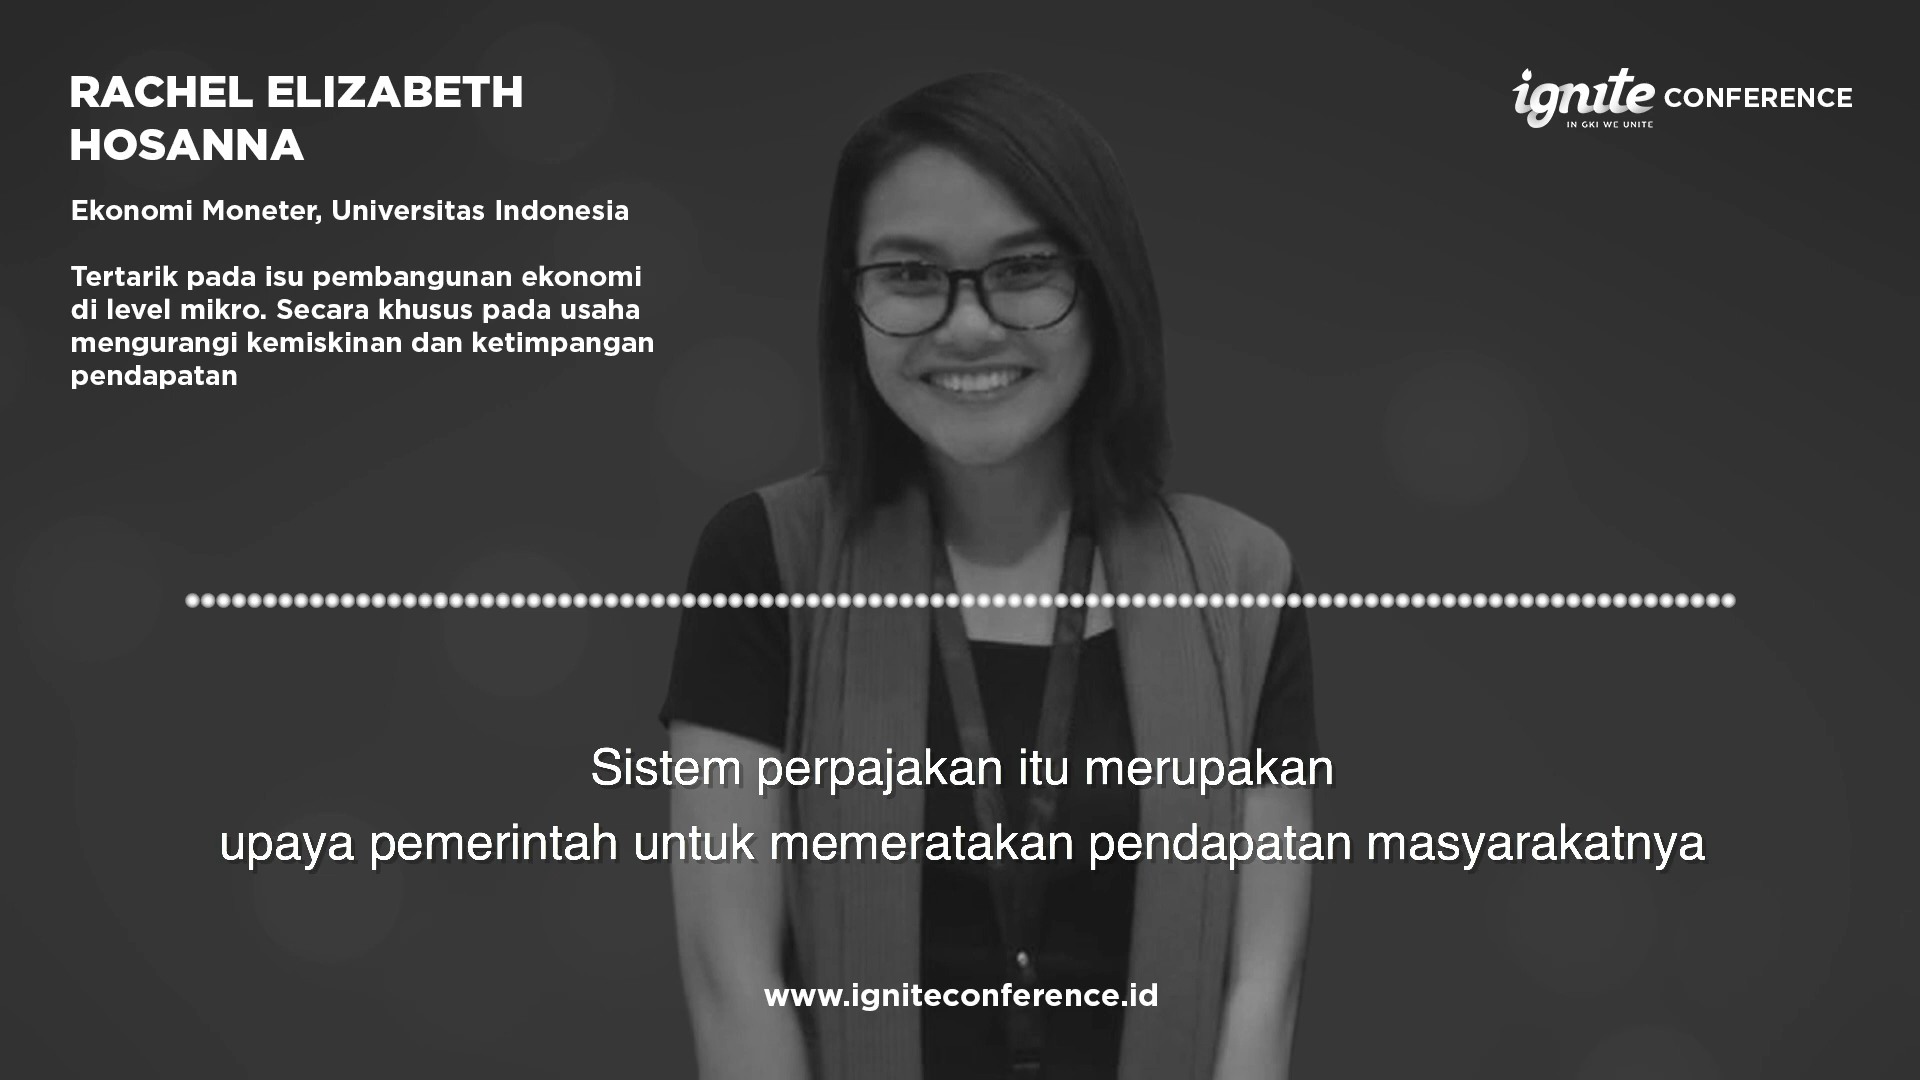 RACHEL ELIZABETH
HOSANNA
ignite CONFERENCE
IN GKI WE UNITE
Ekonomi Moneter, Universitas Indonesia
Tertarik pada isu pembangunan ekonomi
di level mikro. Secara khusus pada usaha
mengurangi kemiskinan dan ketimpangan
pendapatan
Sistem perpajakan itu merupakan
upaya pemerintah untuk memeratakan pendapatan masyarakatnya
www.igniteconference.id